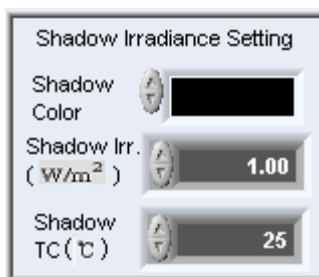 Shadow Irradiance Setting
Shadow
Color
Shadow Irr.
( W/m² )
1.00
Shadow
TC(℃)
25